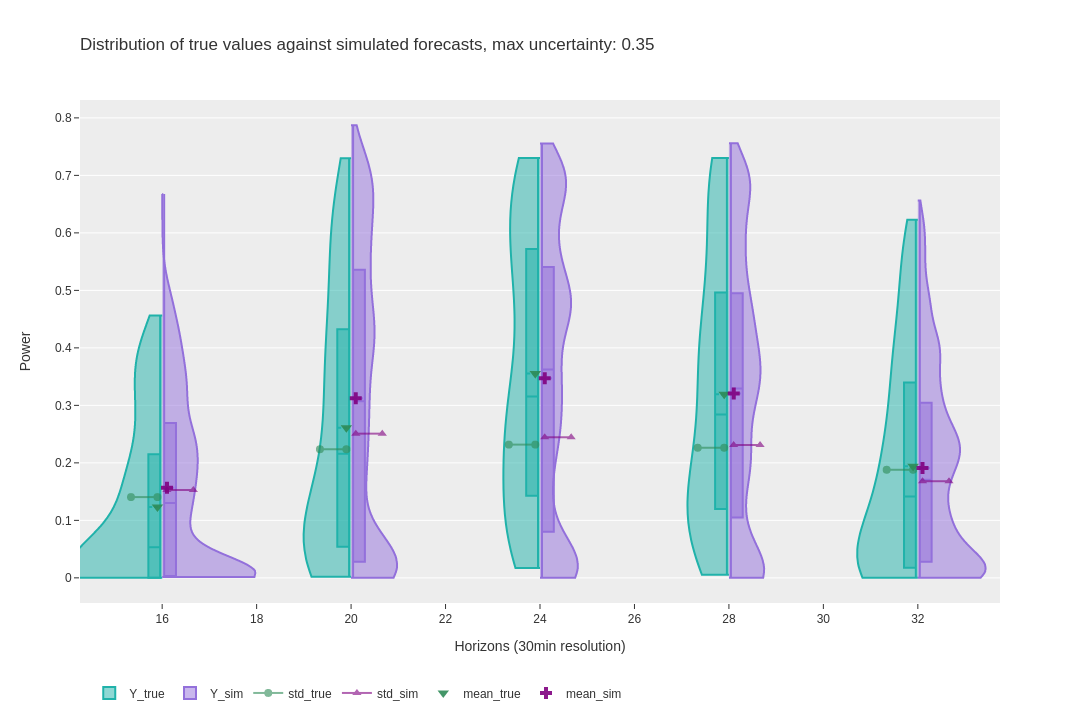 Distribution of true values against simulated forecasts, max uncertainty: 0.35
Power
0.8
0.7
0.6
0.5
0.4
0.3
0.2
0.1
0
16 18 20 22 24 26 28 30 32
Horizons (30min resolution)
Y_true Y_sim std_true std_sim mean_true mean_sim